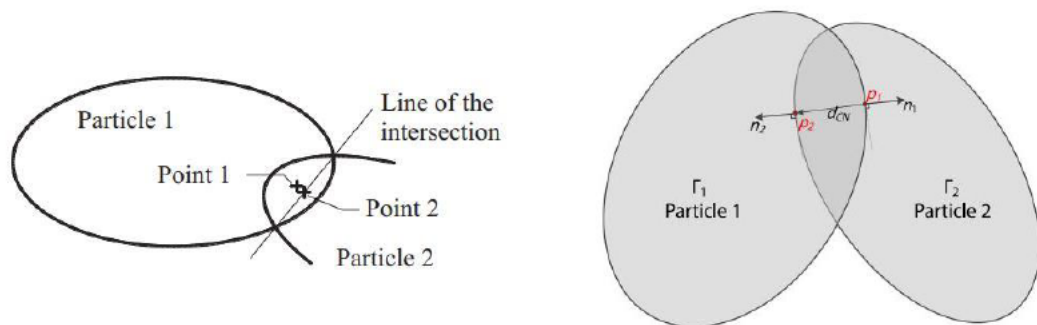 Particle 1
Line of the
intersection
Point 1
Point 2
Particle 2
p₁
n₁
d_CN
n₂
p₂
Γ₁
Particle 1
Γ₂
Particle 2